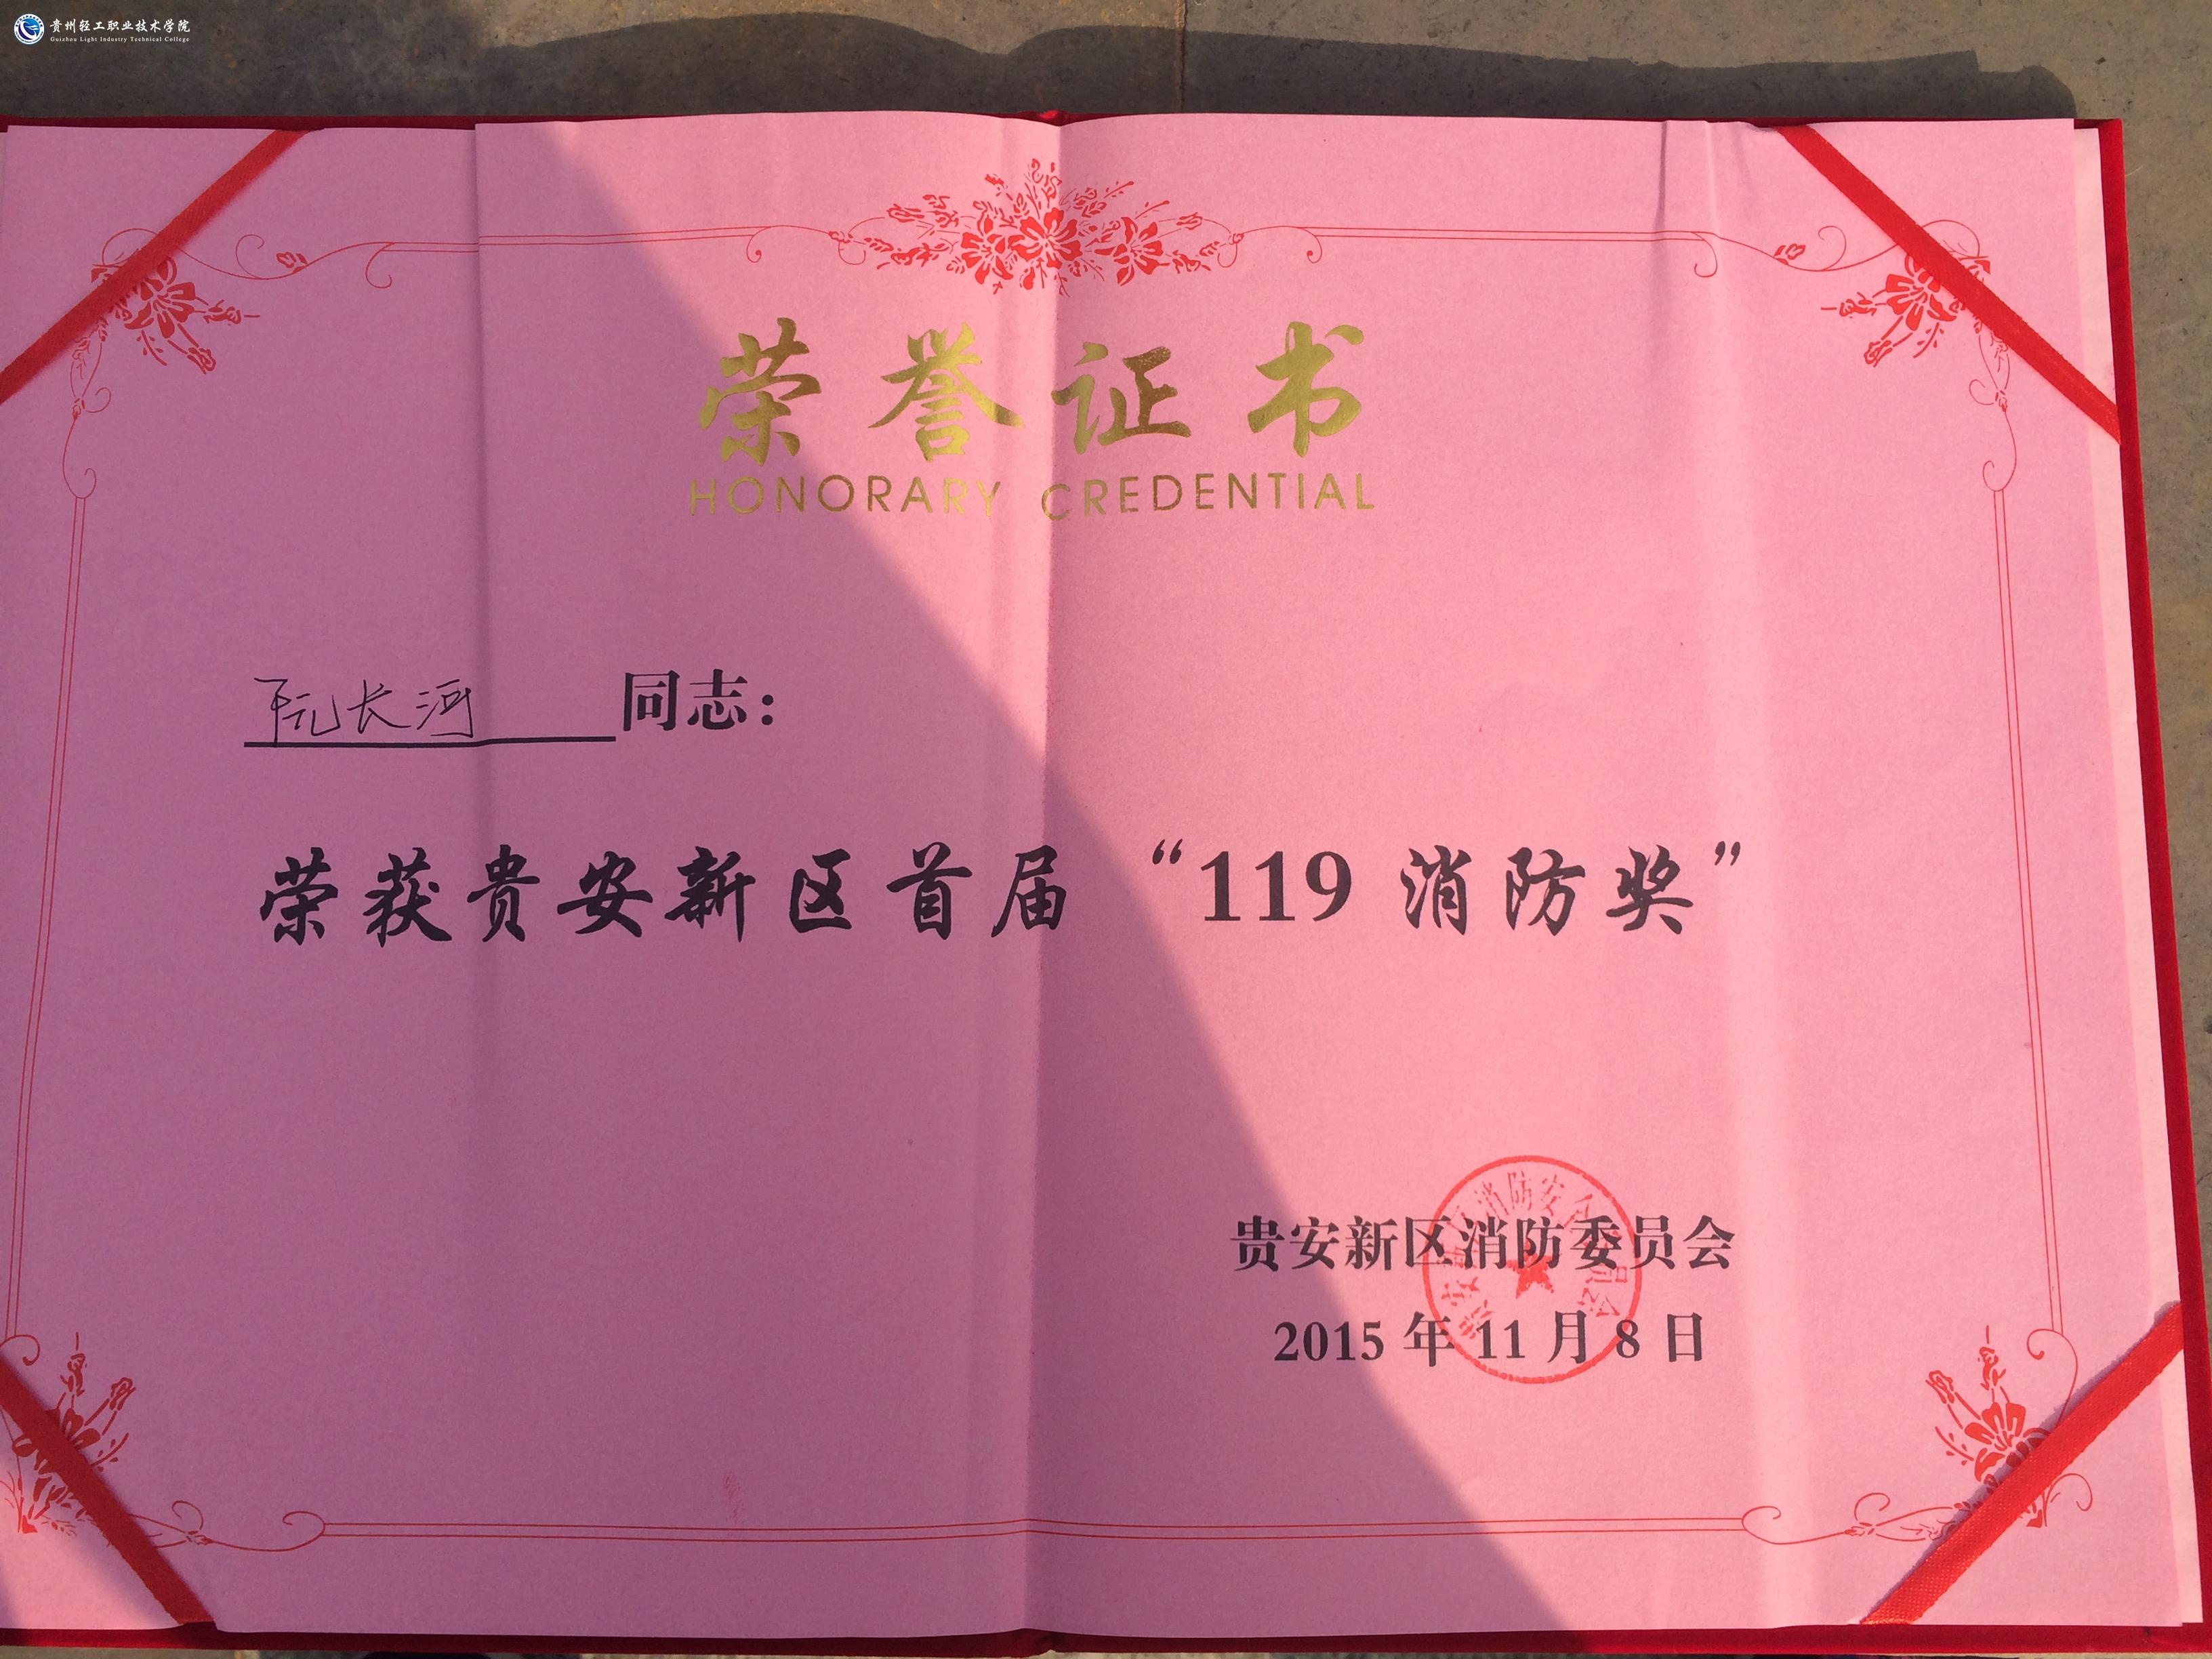 贵州轻工职业技术学院
Guizhou Light Industry Technical College
荣誉证书
HONORARY CREDENTIAL
阮长河 同志：
荣获贵安新区首届“119 消防奖”
贵安新区消防委员会
2015 年 11 月 8 日